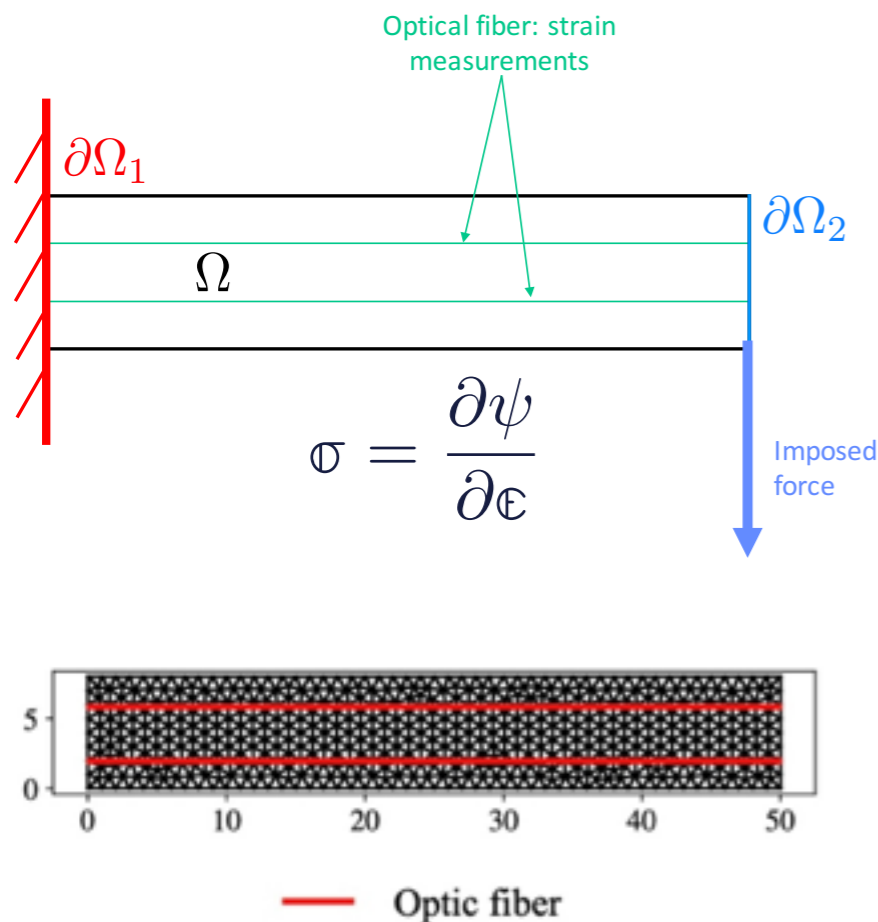 Optical fiber: strain
measurements
∂Ω₁
∂Ω₂
Ω
σ = ∂ψ / ∂ε
Imposed
force
5
0
0 10 20 30 40 50
Optic fiber